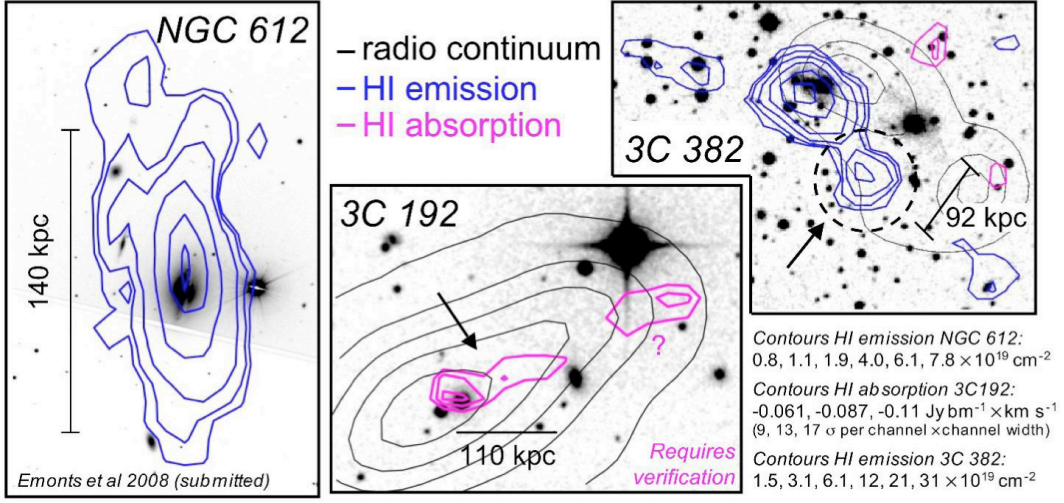 NGC 612
– radio continuum
– HI emission
– HI absorption
140 kpc
Emonts et al 2008 (submitted)
3C 192
?
110 kpc
Requires
verification
3C 382
92 kpc
Contours HI emission NGC 612:
0.8, 1.1, 1.9, 4.0, 6.1, 7.8 × 10¹⁹ cm⁻²
Contours HI absorption 3C192:
-0.061, -0.087, -0.11 Jy bm⁻¹ × km s⁻¹
(9, 13, 17 σ per channel ×channel width)
Contours HI emission 3C 382:
1.5, 3.1, 6.1, 12, 21, 31 × 10¹⁹ cm⁻²